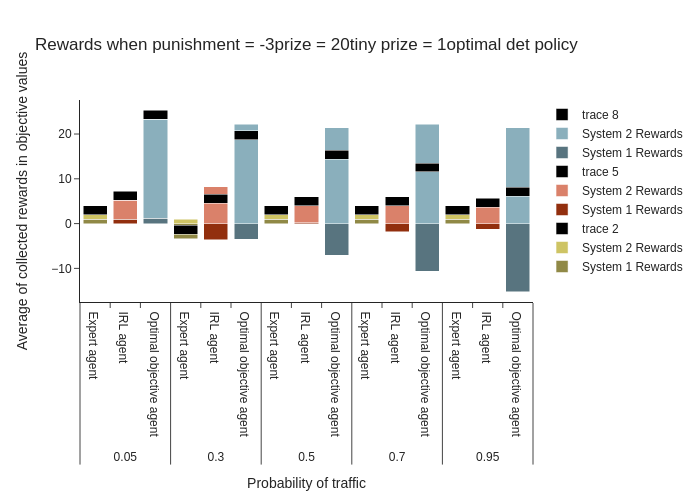 Rewards when punishment = -3prize = 20tiny prize = 1optimal det policy
Average of collected rewards in objective values
20
10
0
−10
trace 8
System 2 Rewards
System 1 Rewards
trace 5
System 2 Rewards
System 1 Rewards
trace 2
System 2 Rewards
System 1 Rewards
Expert agent
IRL agent
Optimal objective agent
Expert agent
IRL agent
Optimal objective agent
Expert agent
IRL agent
Optimal objective agent
Expert agent
IRL agent
Optimal objective agent
Expert agent
IRL agent
Optimal objective agent
0.05
0.3
0.5
0.7
0.95
Probability of traffic